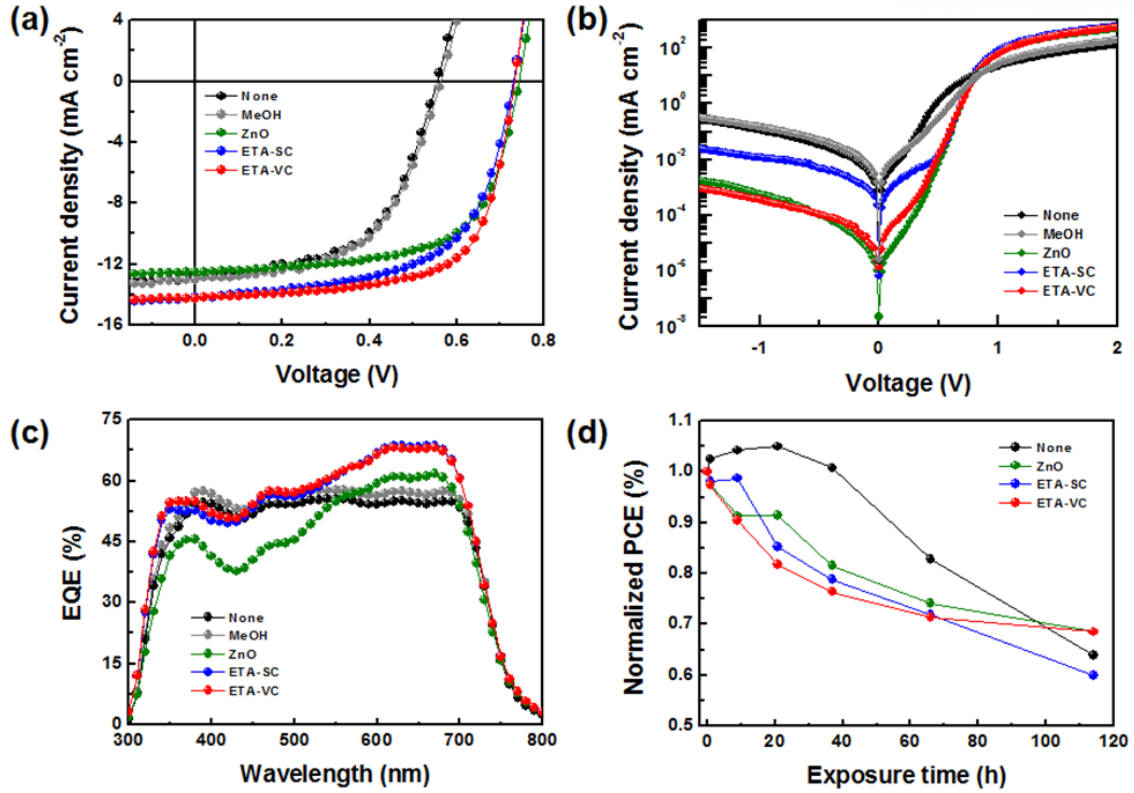 (a)
Current density (mA cm-2)
4
0
-4
-8
-12
-16
0.0
0.2
0.4
0.6
0.8
Voltage (V)
None
MeOH
ZnO
ETA-SC
ETA-VC
(b)
Current density (mA cm-2)
10^2
10^0
10^-2
10^-4
10^-6
10^-8
-1
0
1
2
Voltage (V)
None
MeOH
ZnO
ETA-SC
ETA-VC
(c)
EQE (%)
75
60
45
30
15
0
300
400
500
600
700
800
Wavelength (nm)
None
MeOH
ZnO
ETA-SC
ETA-VC
(d)
Normalized PCE (%)
1.1
1.0
0.9
0.8
0.7
0.6
0.5
0
20
40
60
80
100
120
Exposure time (h)
None
ZnO
ETA-SC
ETA-VC